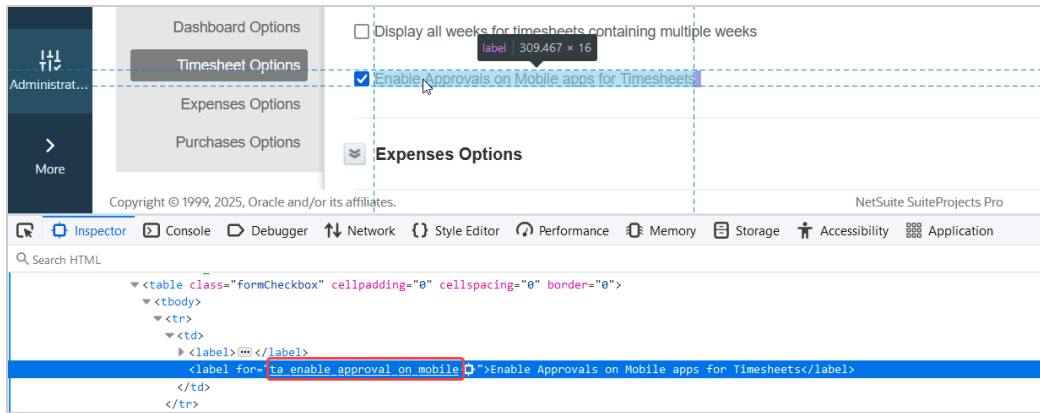 Dashboard Options
Display all weeks for timesheets containing multiple weeks
label 309.467 × 16
Administrat...
Timesheet Options
Enable Approvals on Mobile apps for Timesheets
Expenses Options
Purchases Options
More
Expenses Options
Copyright © 1999, 2025, Oracle and/or its affiliates.
NetSuite SuiteProjects Pro
Inspector Console Debugger Network Style Editor Performance Memory Storage Accessibility Application
Search HTML
<table class="formCheckbox" cellpadding="0" cellspacing="0" border="0">
<tbody>
<tr>
<td>
<label>…</label>
<label for="ta_enable_approval_on_mobile">Enable Approvals on Mobile apps for Timesheets</label>
</td>
</tr>